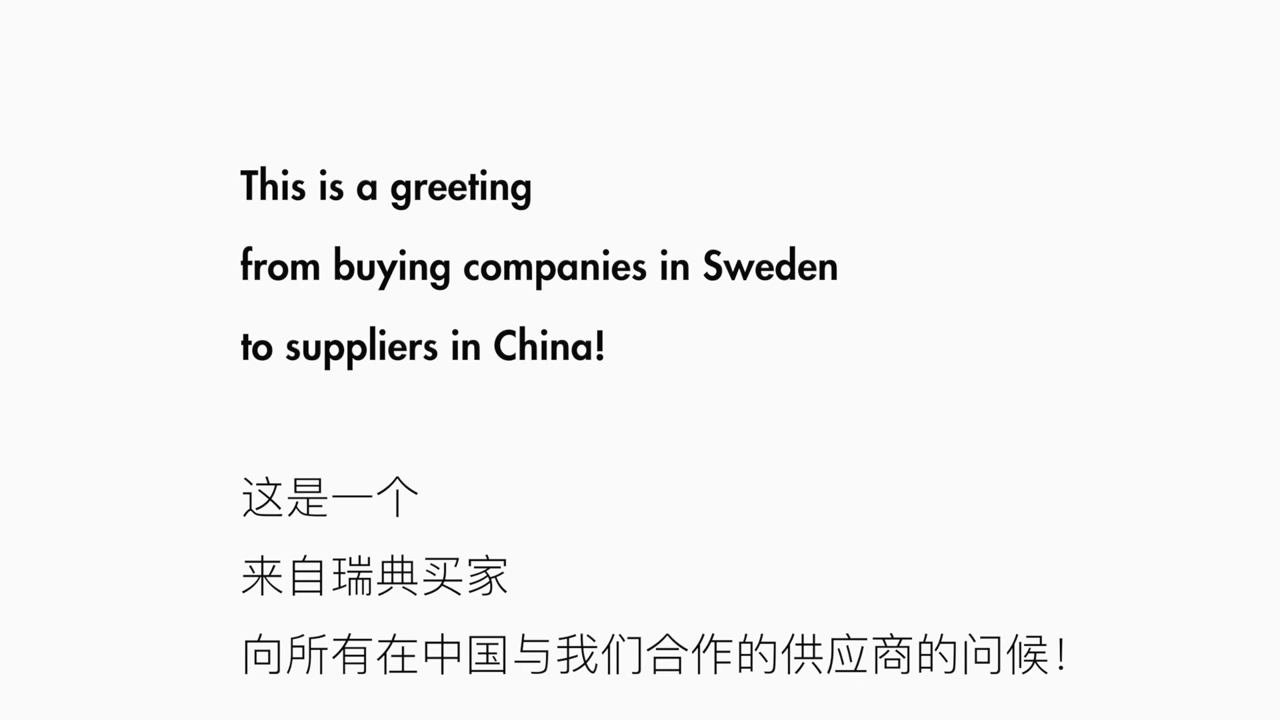 This is a greeting
from buying companies in Sweden
to suppliers in China!
这是一个
来自瑞典买家
向所有在中国与我们合作的供应商的问候!